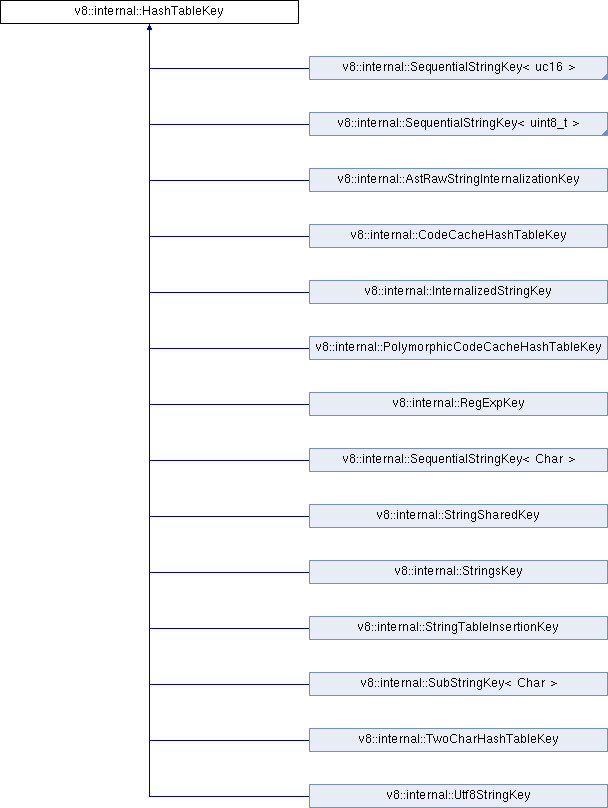 v8::internal::HashTableKey
v8::internal::SequentialStringKey< uc16 >
v8::internal::SequentialStringKey< uint8_t >
v8::internal::AstRawStringInternalizationKey
v8::internal::CodeCacheHashTableKey
v8::internal::InternalizedStringKey
v8::internal::PolymorphicCodeCacheHashTableKey
v8::internal::RegExpKey
v8::internal::SequentialStringKey< Char >
v8::internal::StringSharedKey
v8::internal::StringsKey
v8::internal::StringTableInsertionKey
v8::internal::SubStringKey< Char >
v8::internal::TwoCharHashTableKey
v8::internal::Utf8StringKey